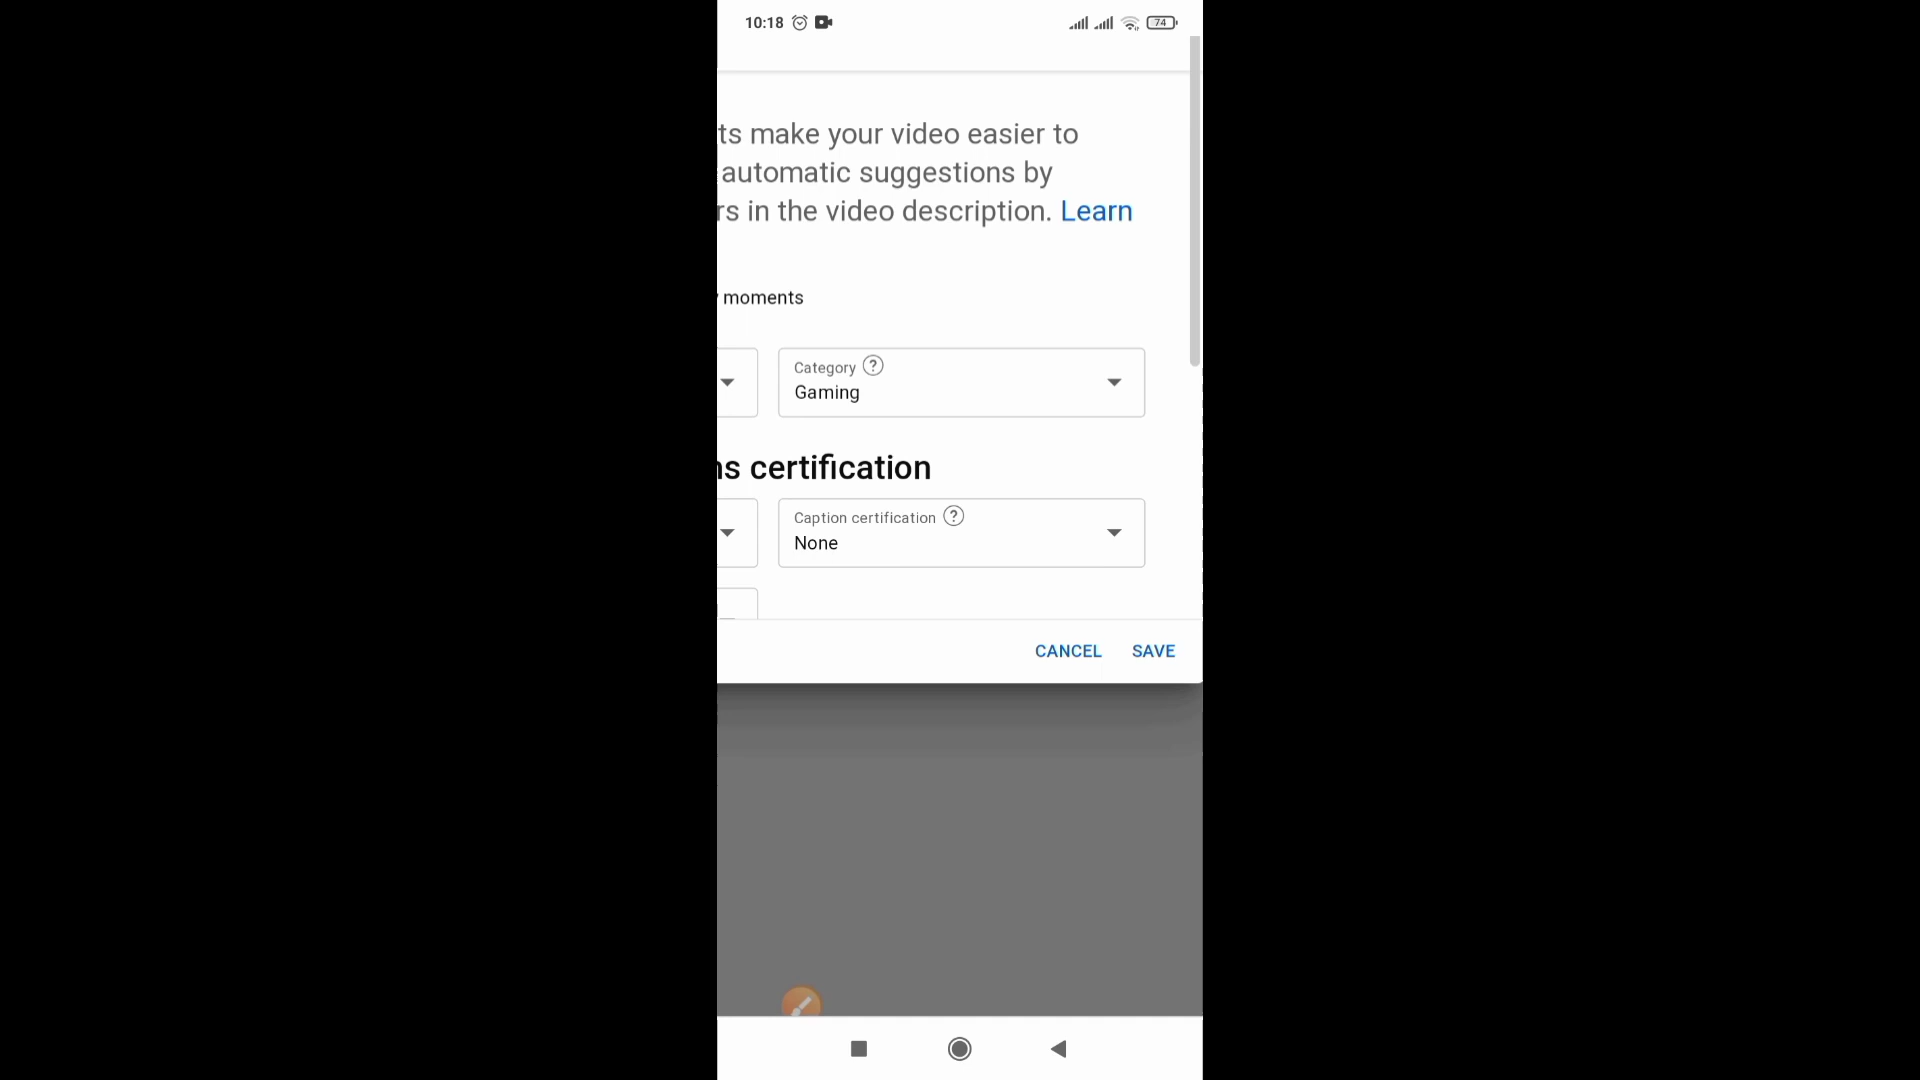 10:18
74
ts make your video easier to
automatic suggestions by
rs in the video description. Learn
moments
Category ?
Gaming
ns certification
Caption certification ?
None
CANCEL SAVE